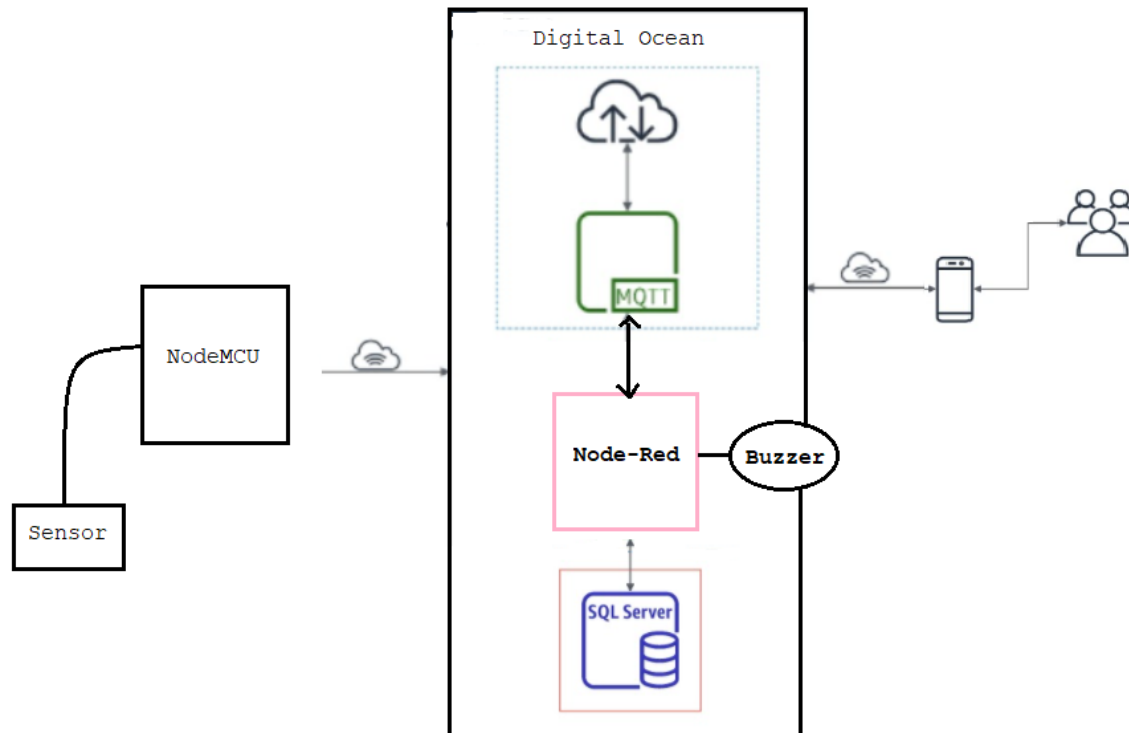 Digital Ocean
MQTT
NodeMCU
Node-Red
Buzzer
Sensor
SQL Server